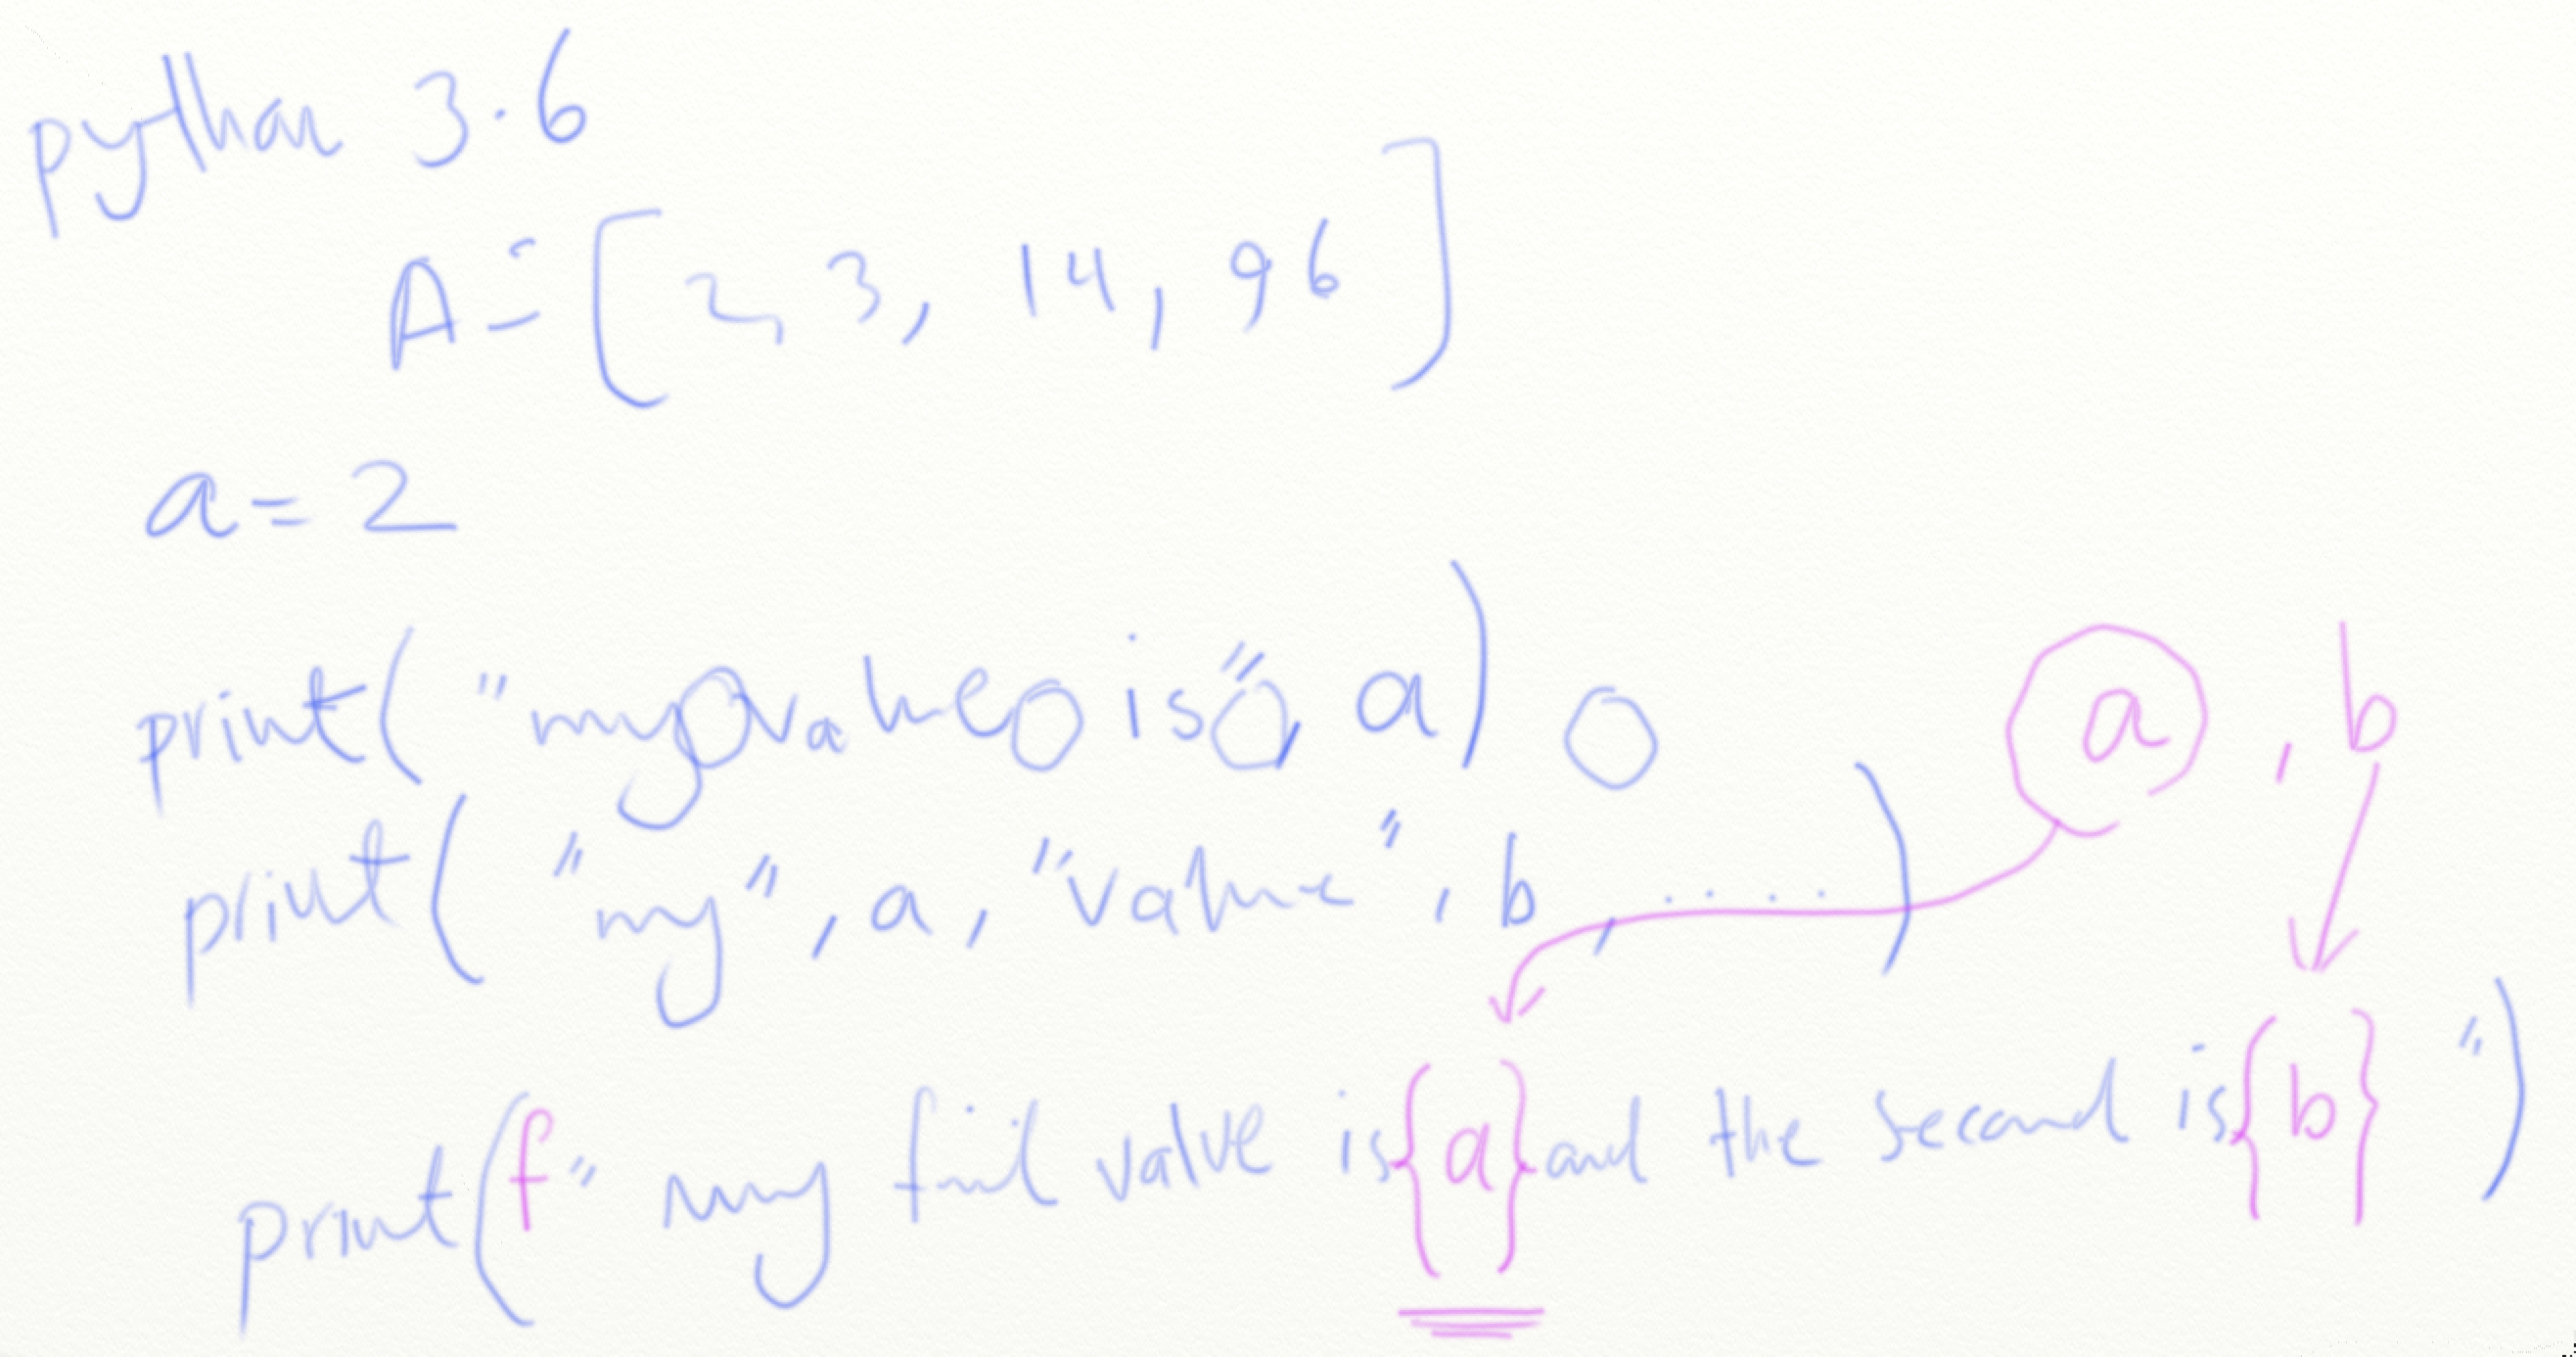 python 3.6
A = [2, 3, 14, 96]
a = 2
print("my value is", a)
a, b
print("my", a, "value", b, ....)
print(f"my value is {a} and the second is {b}")